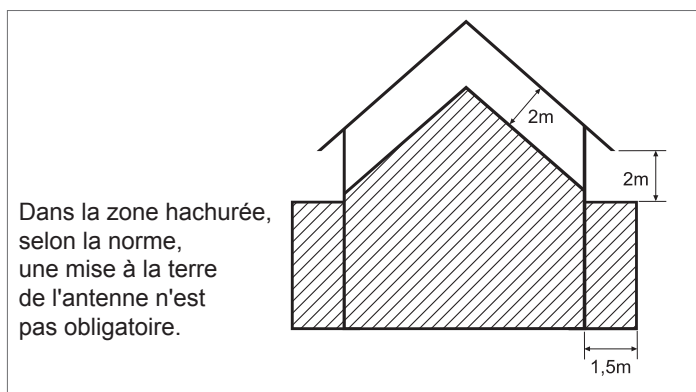 2m
2m
Dans la zone hachurée,
selon la norme,
une mise à la terre
de l'antenne n'est
pas obligatoire.
1,5m